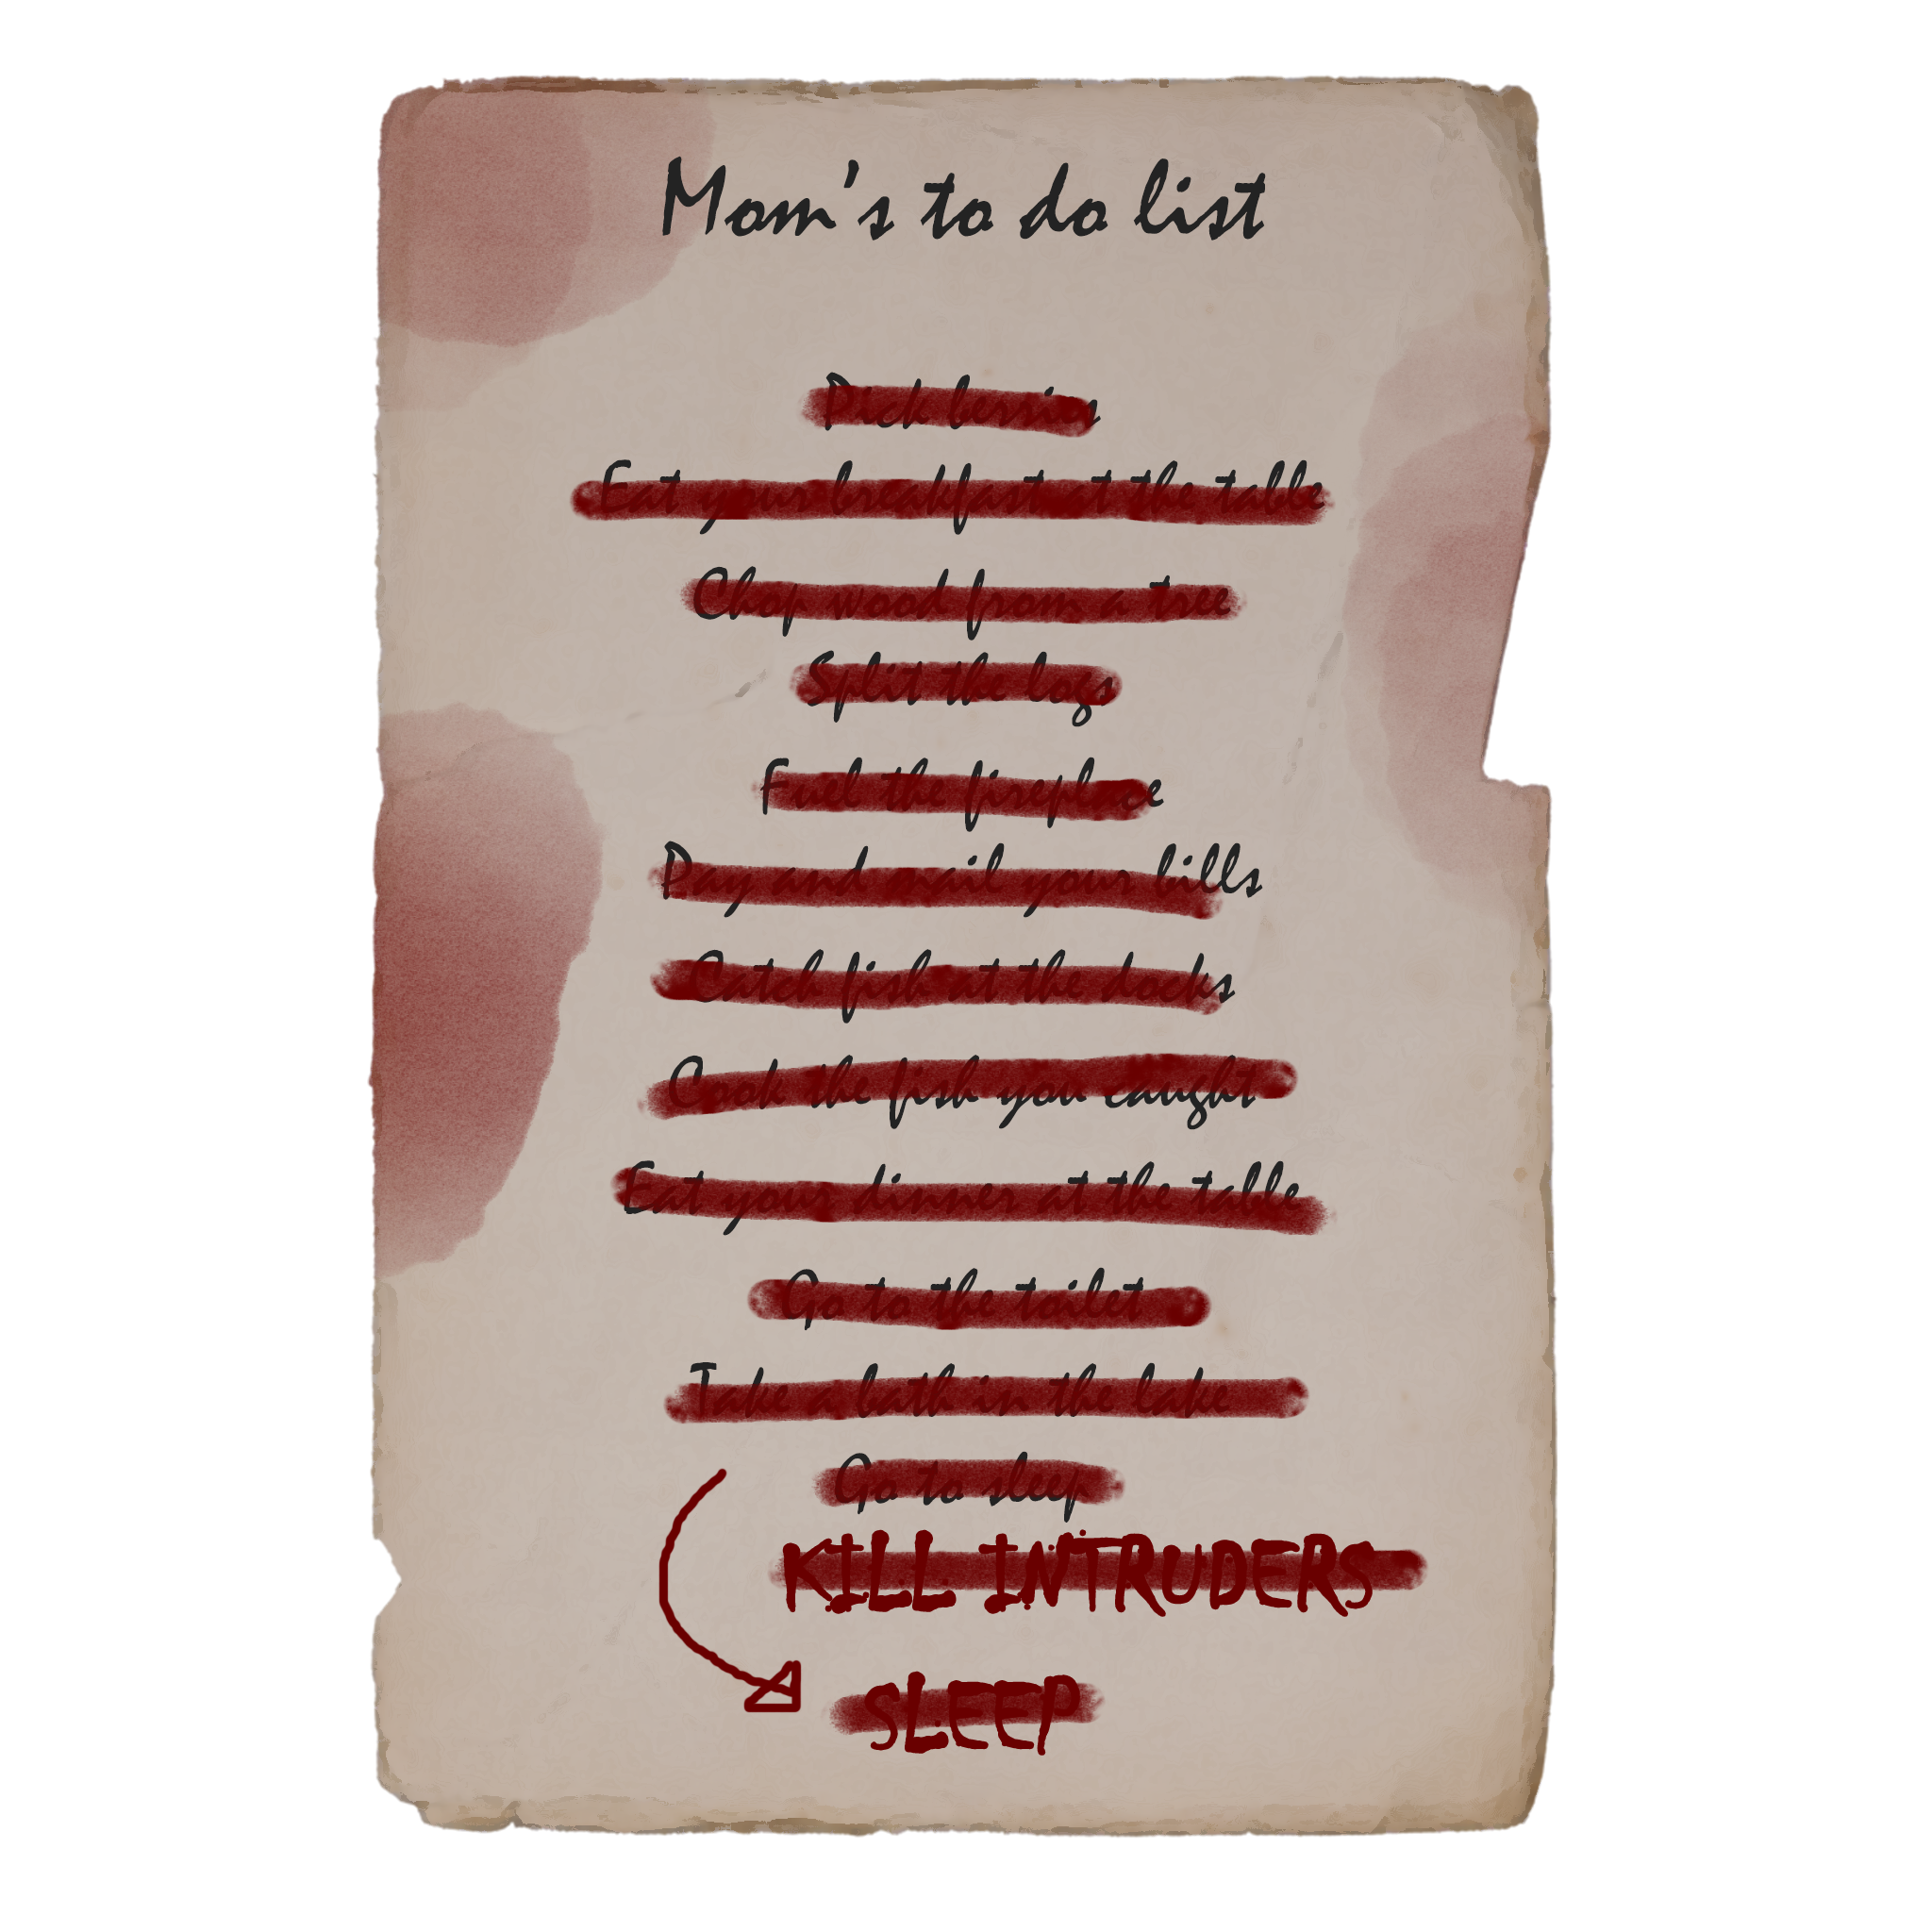 Mom's to do list
Pick berries
Eat your breakfast at the table
Chop wood from a tree
Split the logs
Fuel the fireplace
Pay and mail your bills
Catch fish at the docks
Cook the fish you caught
Eat your dinner at the table
Go to the toilet
Take a bath in the lake
Go to sleep
KILL INTRUDERS
SLEEP